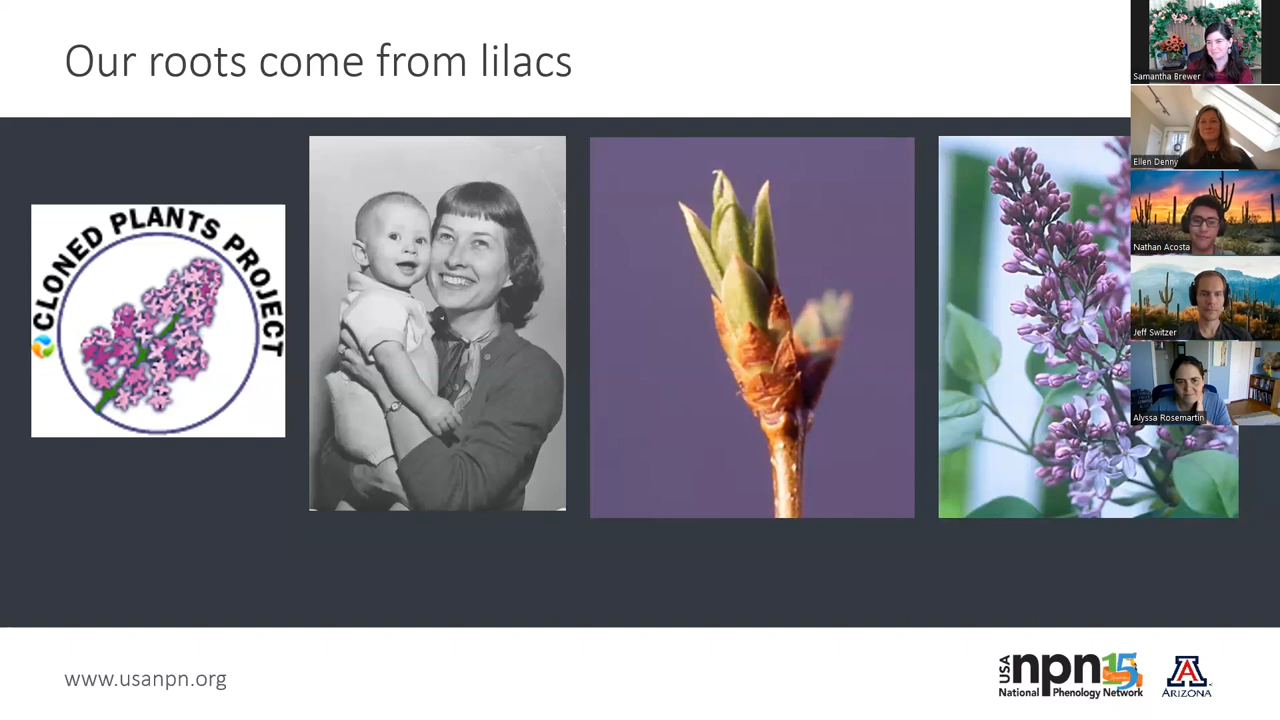 Our roots come from lilacs
CLONED PLANTS PROJECT
Samantha Brewer
Ellen Denny
Nathan Acosta
Jeff Switzer
Alyssa Rosemartin
www.usanpn.org
USA npn 15
National Phenology Network
A
ARIZONA